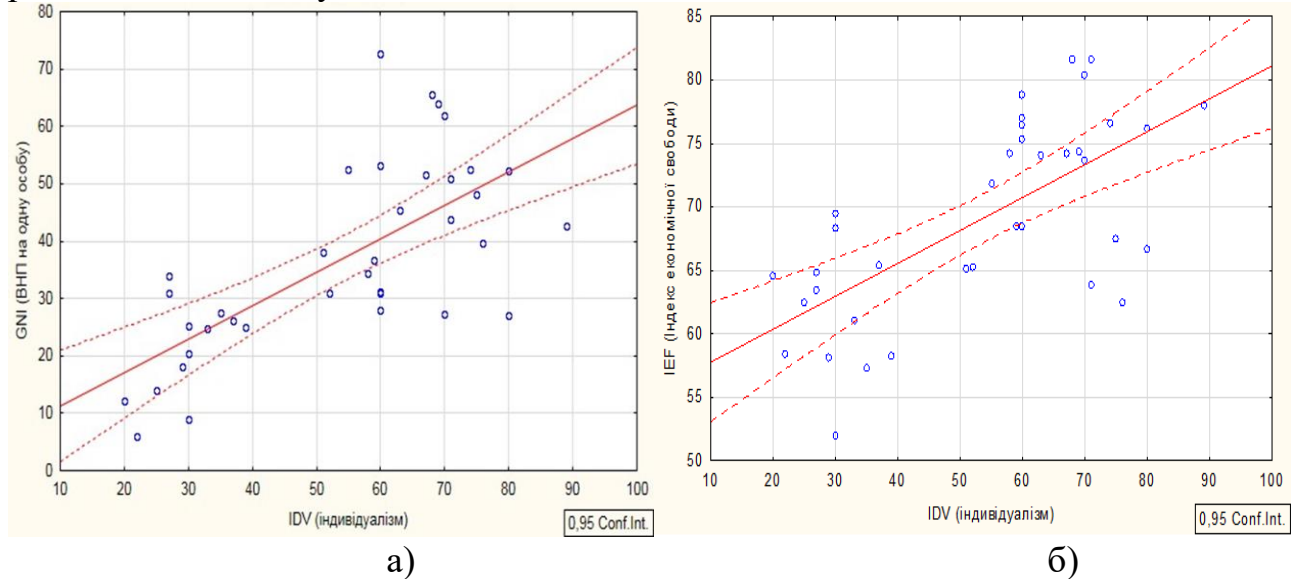 80
70
60
50
40
30
20
10
0
GNI (ВНП на одну особу)
10 20 30 40 50 60 70 80 90 100
IDV (індивідуалізм)
0,95 Conf.Int.
а)
85
80
75
70
65
60
55
50
IEF (Індекс економічної свободи)
10 20 30 40 50 60 70 80 90 100
IDV (індивідуалізм)
0,95 Conf.Int.
б)